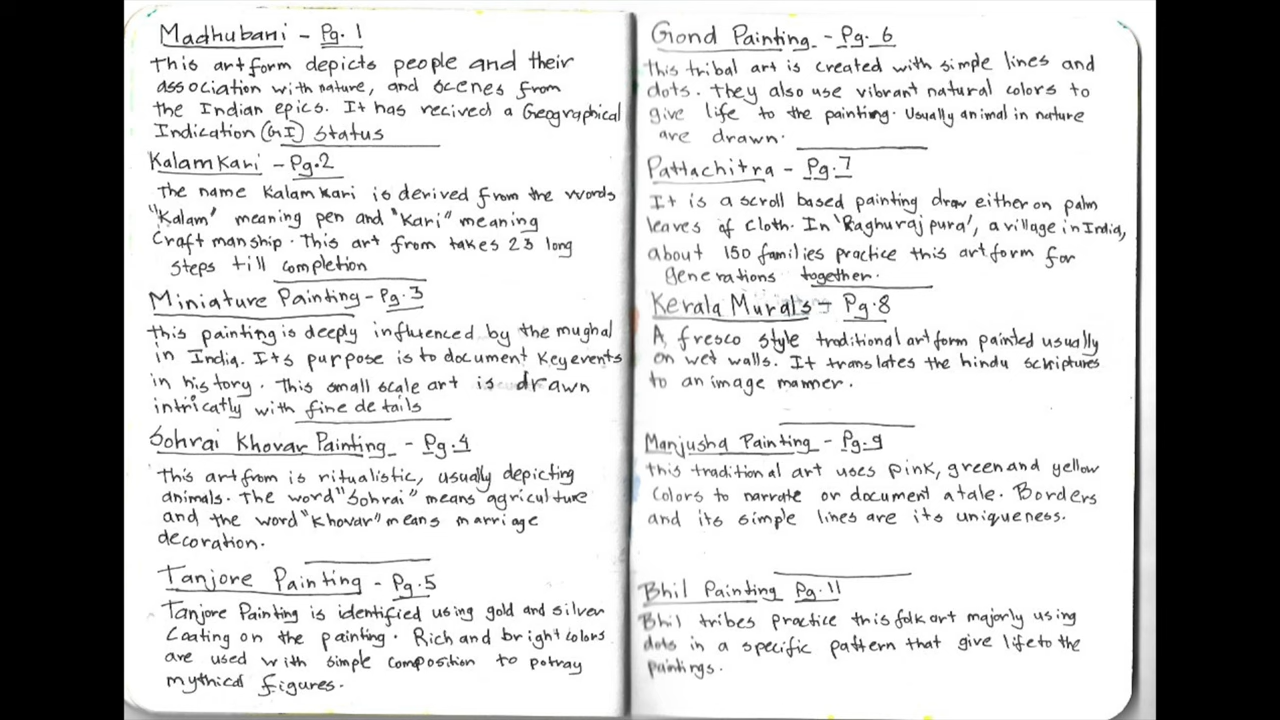 Madhubani - Pg. 1
This artform depicts people and their
association with nature, and scenes from
the Indian epics. It has recived a Geographical
Indication (GI) Status
Kalamkari - Pg.2
The name Kalamkari is derived from the words
"Kalam" meaning pen and "Kari" meaning
Craftmanship. This art from takes 23 long
steps till completion
Miniature Painting - Pg.3
This painting is deeply influenced by the mughal
in India. Its purpose is to document key events
in history. This small scale art is drawn
intricatly with fine details
Sohrai Khovar Painting - Pg.4
This artfrom is ritualistic, usually depicting
animals. The word "Sohrai" means agriculture
and the word "Khovar" means marriage
decoration.
Tanjore Painting - Pg.5
Tanjore Painting is identified using gold and silver
Coating on the painting. Rich and bright colors
are used with simple composition to potray
mythical figures.
Gond Painting - Pg. 6
This tribal art is created with simple lines and
dots. They also use vibrant natural colors to
give life to the painting. Usually animal in nature
are drawn.
Pattachitra - Pg.7
It is a scroll based painting draw either on palm
leaves of cloth. In 'Raghurajpura', a village in India,
about 150 families practice this artform for
generations together.
Kerala Murals - Pg.8
A fresco style traditional artform painted usually
on wet walls. It translates the hindu scriptures
to an image manner.
Manjusha Painting - Pg.9
this traditional art uses pink, green and yellow
colors to narrate or document a tale. Borders
and its simple lines are its uniqueness.
Bhil Painting Pg.11
Bhil tribes practice this folk art majorly using
dots in a specific pattern that give life to the
paintings.